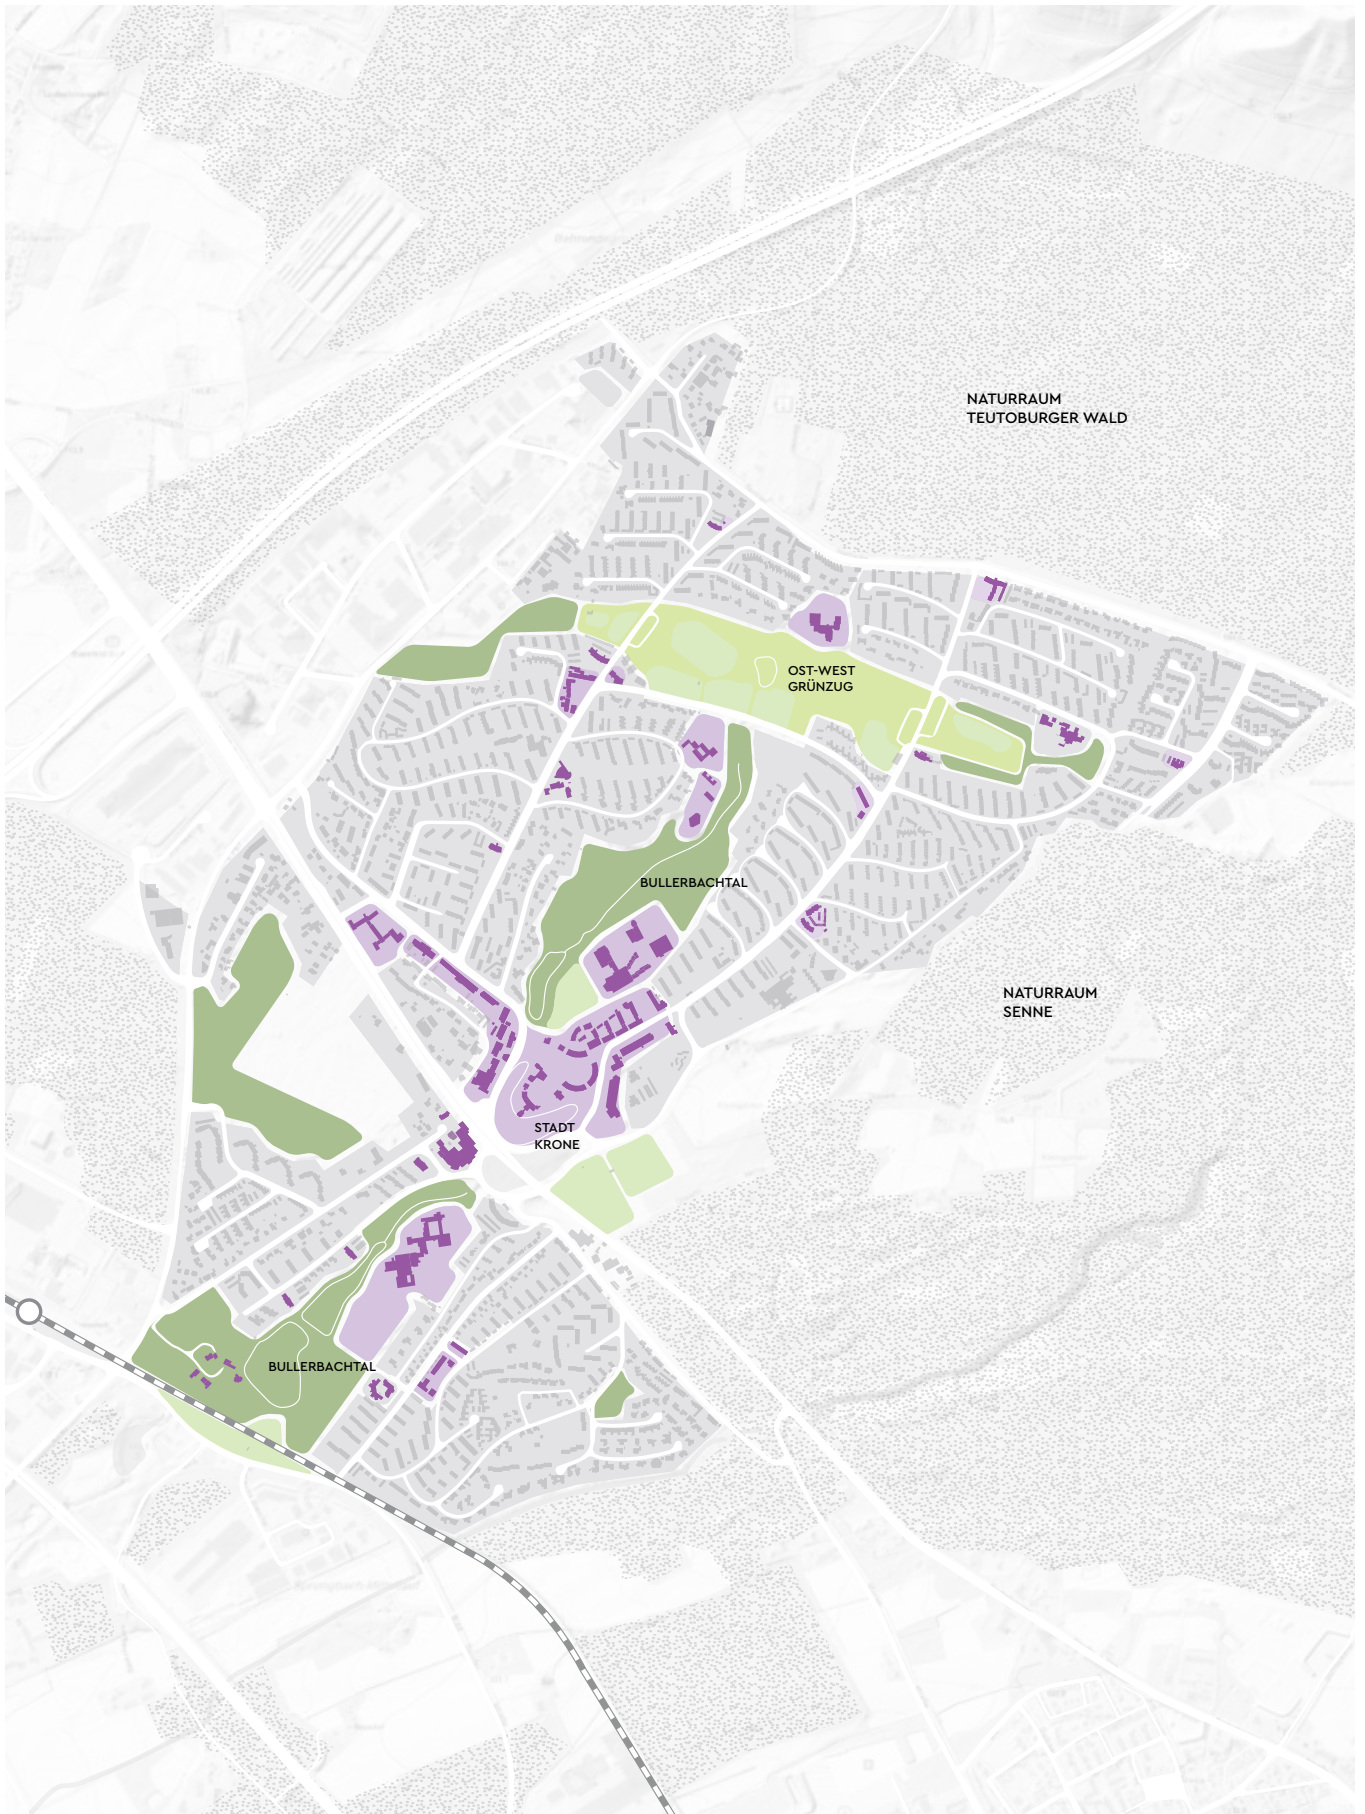 NATURRAUM
TEUTOBURGER WALD
OST-WEST
GRÜNZUG
BULLERBACHTAL
NATURRAUM
SENNE
STADT
KRONE
BULLERBACHTAL